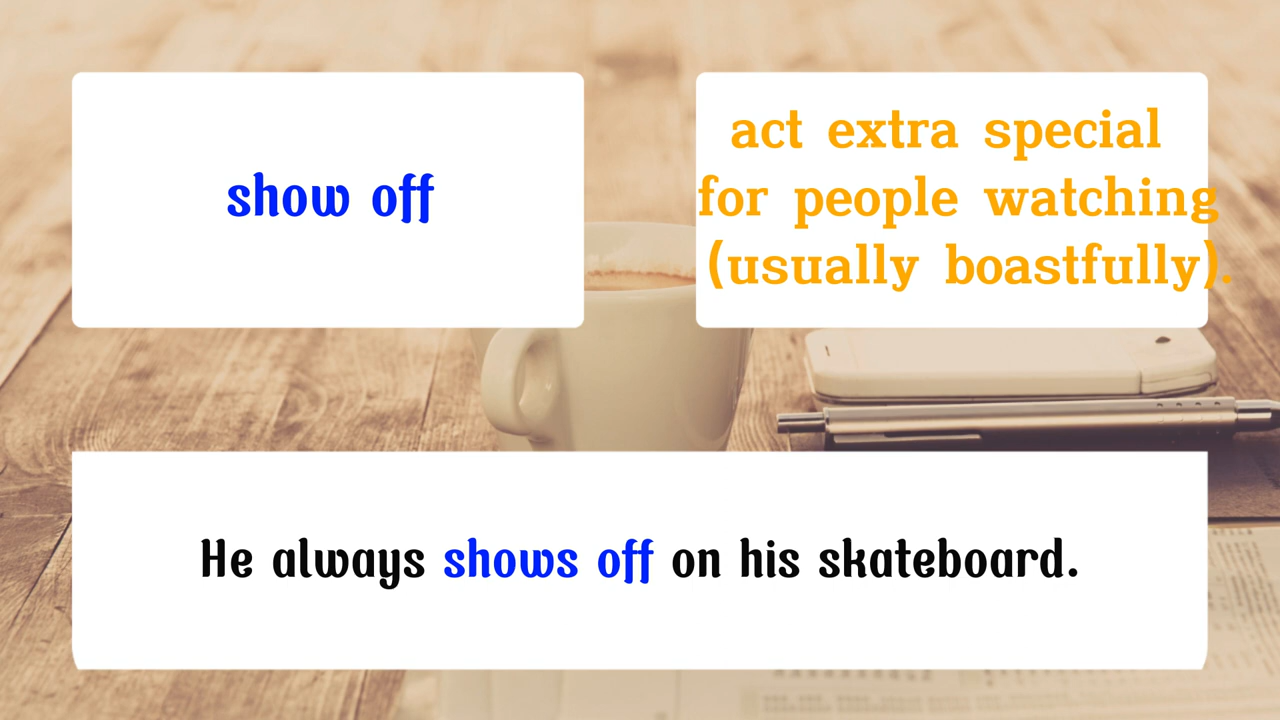 show off
act extra special
for people watching
(usually boastfully).
He always shows off on his skateboard.